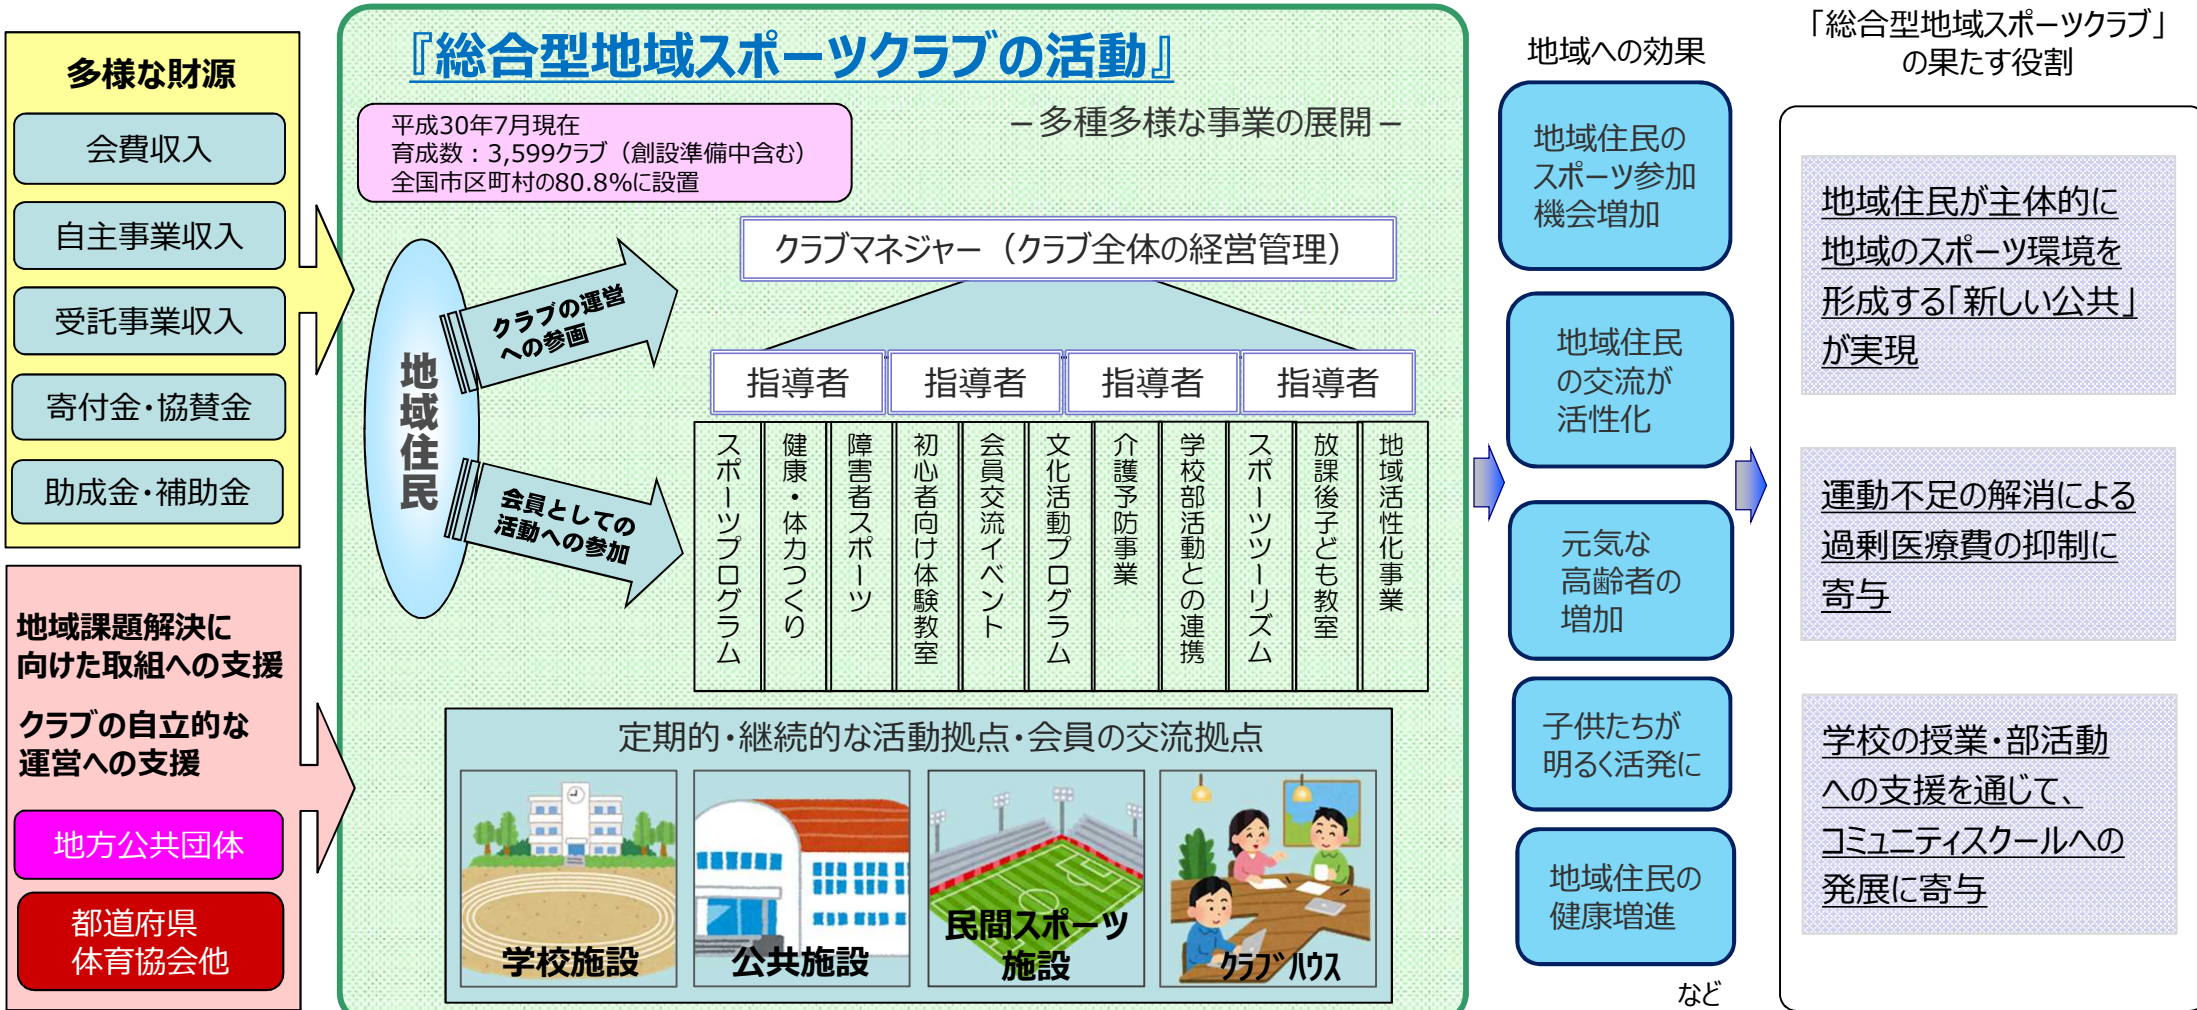 多様な財源
会費収入
自主事業収入
受託事業収入
寄付金・協賛金
助成金・補助金
地域課題解決に
向けた取組への支援
クラブの自立的な
運営への支援
地方公共団体
都道府県
体育協会他
『総合型地域スポーツクラブの活動』
－多種多様な事業の展開－
平成30年7月現在
育成数：3,599クラブ（創設準備中含む）
全国市区町村の80.8%に設置
地域住民
クラブの運営
への参画
会員としての
活動への参加
クラブマネジャー（クラブ全体の経営管理）
指導者
指導者
指導者
指導者
スポーツプログラム
健康・体力つくり
障害者スポーツ
初心者向け体験教室
会員交流イベント
文化活動プログラム
介護予防事業
学校部活動との連携
スポーツツーリズム
放課後子ども教室
地域活性化事業
定期的・継続的な活動拠点・会員の交流拠点
学校施設
公共施設
民間スポーツ
施設
クラブハウス
地域への効果
地域住民の
スポーツ参加
機会増加
地域住民
の交流が
活性化
元気な
高齢者の
増加
子供たちが
明るく活発に
地域住民の
健康増進
など
「総合型地域スポーツクラブ」
の果たす役割
地域住民が主体的に
地域のスポーツ環境を
形成する「新しい公共」
が実現
運動不足の解消による
過剰医療費の抑制に
寄与
学校の授業・部活動
への支援を通じて、
コミュニティスクールへの
発展に寄与